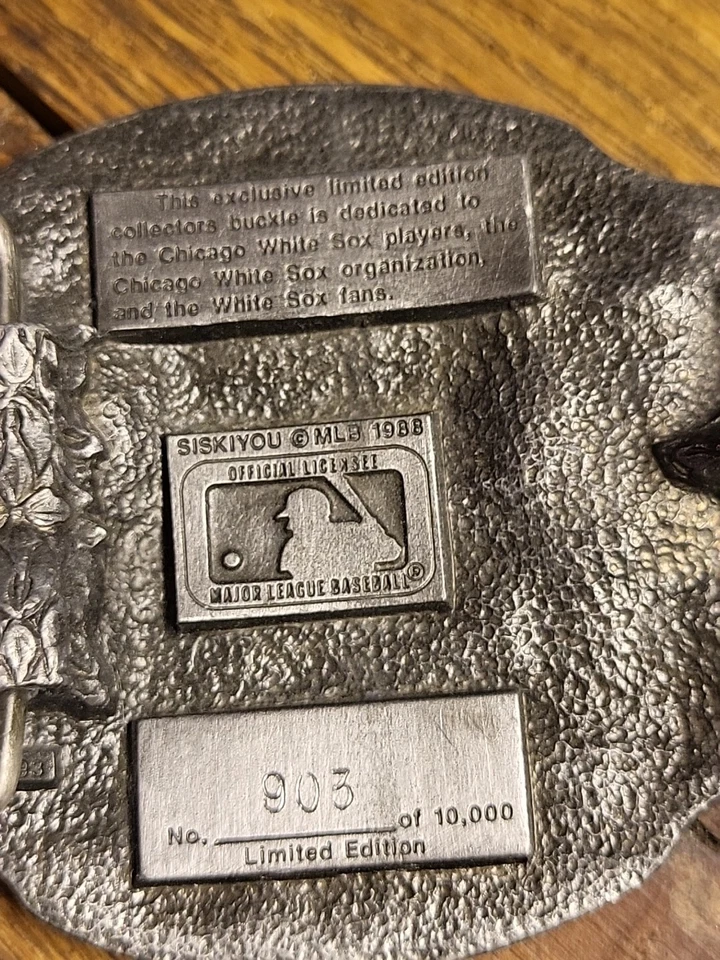 This exclusive limited edition
collectors buckle is dedicated to
the Chicago White Sox players, the
Chicago White Sox organization,
and the White Sox fans.
SISKIYOU © MLB 1988
OFFICIAL LICENSEE
MAJOR LEAGUE BASEBALL®
903
No. of 10,000
Limited Edition